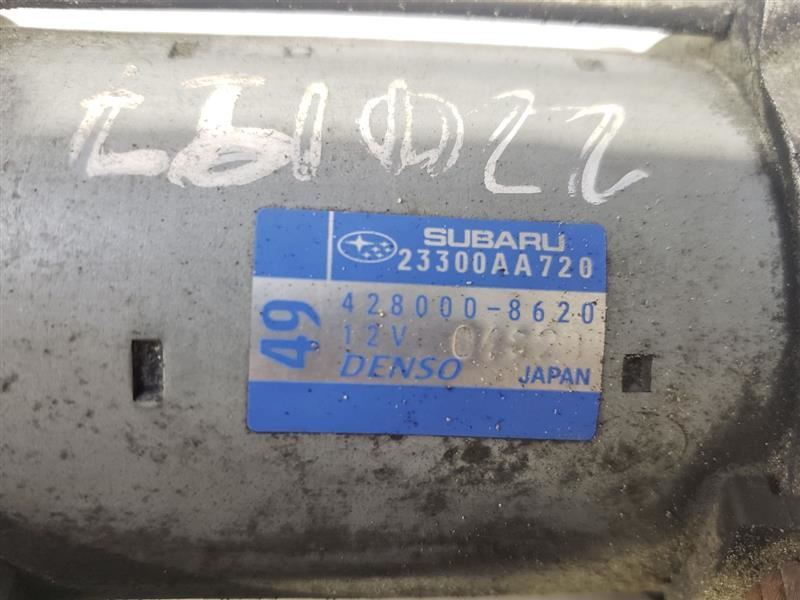 SUBARU
23300AA720
49
428000-8620
12V
DENSO
JAPAN